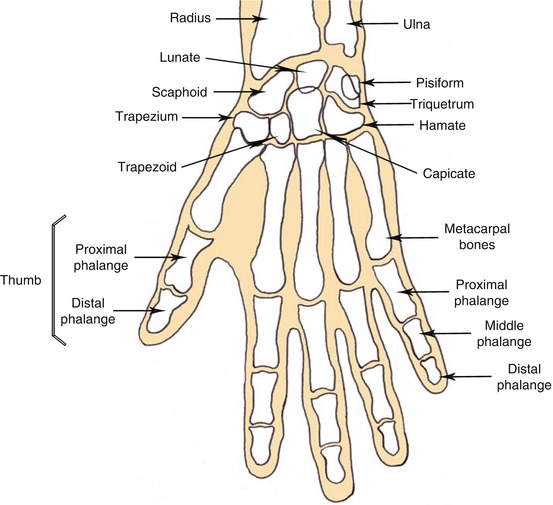 Radius
Ulna
Lunate
Pisiform
Scaphoid
Triquetrum
Trapezium
Hamate
Trapezoid
Capicate
Metacarpal
bones
Proximal
phalange
Thumb
Proximal
phalange
Distal
phalange
Middle
phalange
Distal
phalange